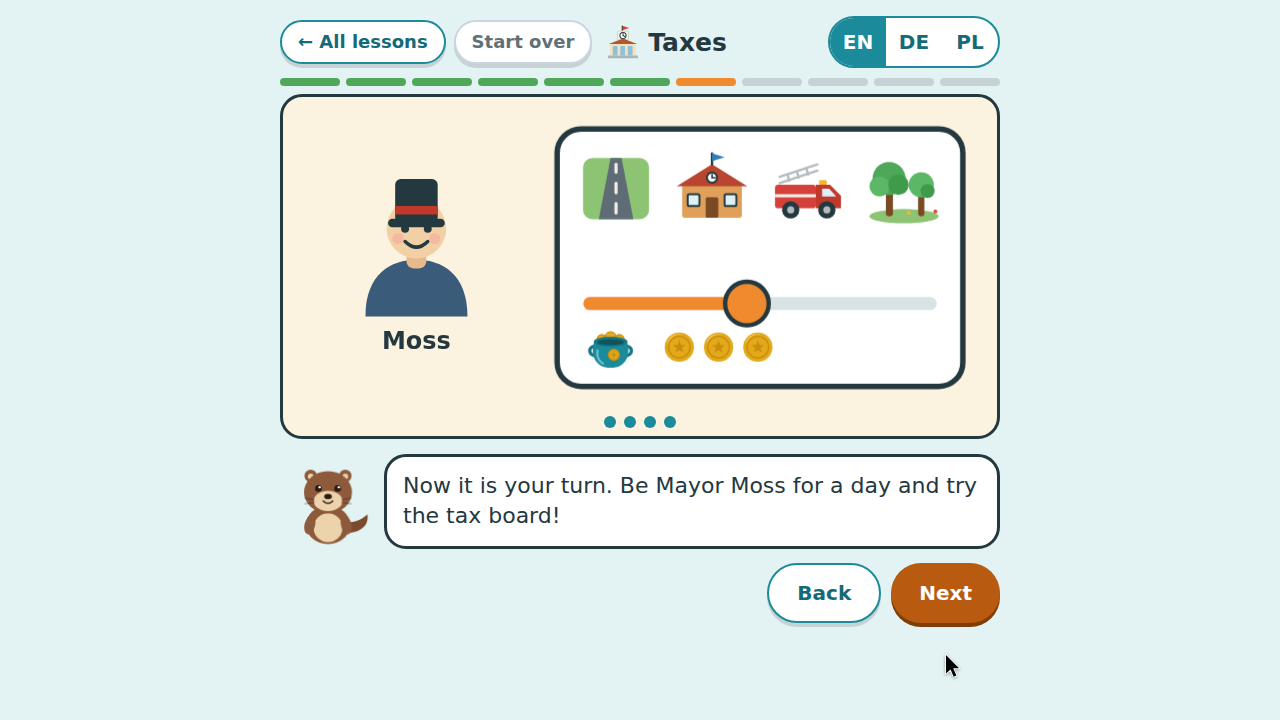 ← All lessons
Start over
Taxes
EN
DE
PL
Moss
Now it is your turn. Be Mayor Moss for a day and try
the tax board!
Back
Next